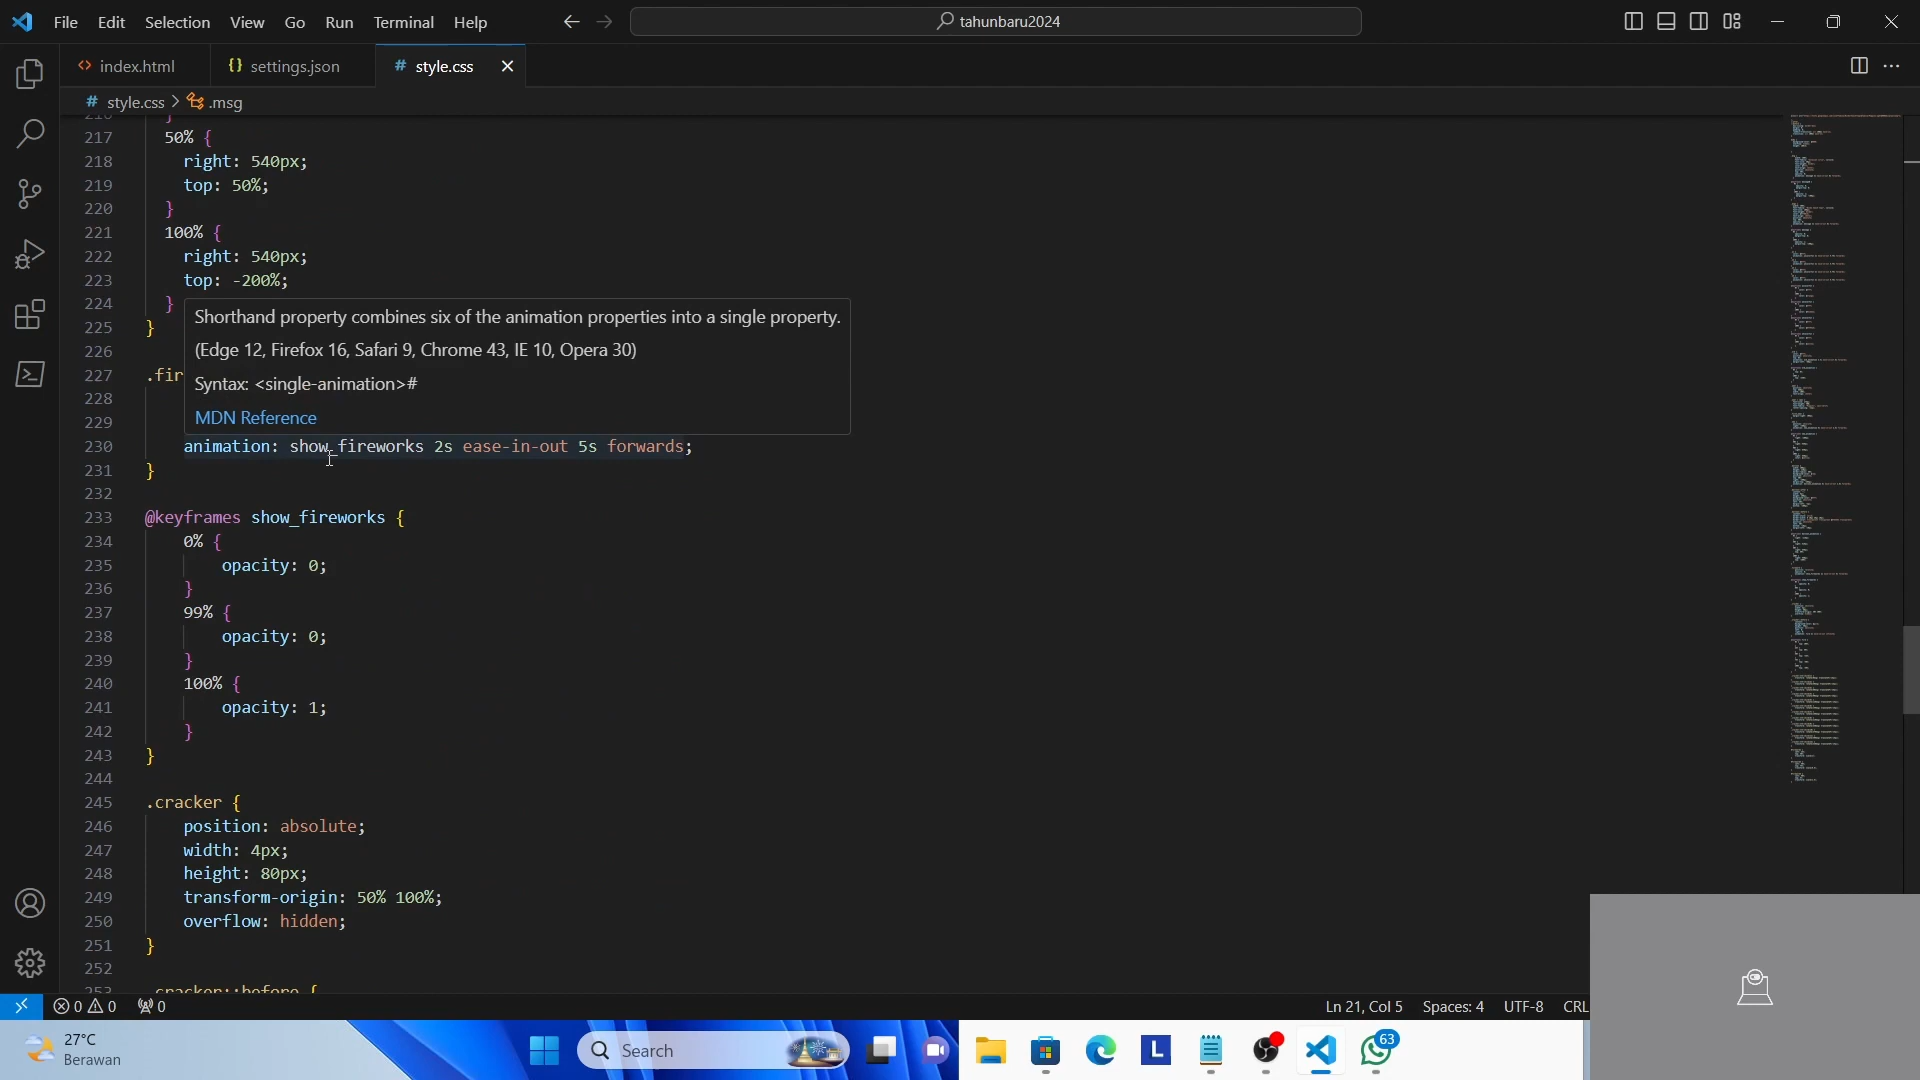 File Edit Selection View Go Run Terminal Help
tahunbaru2024
<> index.html
{} settings.json
# style.css
# style.css > .msg
216 }
217 50% {
218 right: 540px;
219 top: 50%;
220 }
221 100% {
222 right: 540px;
223 top: -200%;
224 }
225 }
226
227 .fir
228
229
230 animation: show_fireworks 2s ease-in-out 5s forwards;
231 }
232
233 @keyframes show_fireworks {
234 0% {
235 opacity: 0;
236 }
237 99% {
238 opacity: 0;
239 }
240 100% {
241 opacity: 1;
242 }
243 }
244
245 .cracker {
246 position: absolute;
247 width: 4px;
248 height: 80px;
249 transform-origin: 50% 100%;
250 overflow: hidden;
251 }
252
253 .cracker::before {
Shorthand property combines six of the animation properties into a single property.
(Edge 12, Firefox 16, Safari 9, Chrome 43, IE 10, Opera 30)
Syntax: <single-animation>#
MDN Reference
0 0 0
Ln 21, Col 5 Spaces: 4 UTF-8 CRL
27°C
Berawan
Search
L
63